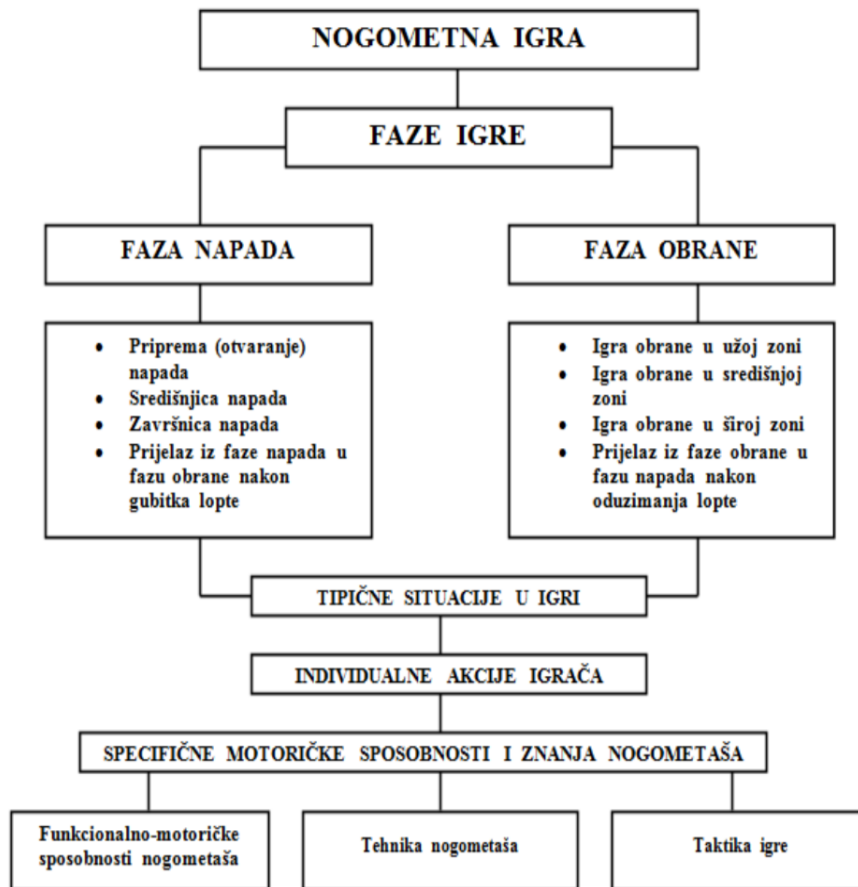 NOGOMETNA IGRA
FAZE IGRE
FAZA NAPADA
• Priprema (otvaranje)
napada
• Središnjica napada
• Završnica napada
• Prijelaz iz faze napada u
fazu obrane nakon
gubitka lopte
FAZA OBRANE
• Igra obrane u užoj zoni
• Igra obrane u središnjoj
zoni
• Igra obrane u široj zoni
• Prijelaz iz faze obrane u
fazu napada nakon
oduzimanja lopte
TIPIČNE SITUACIJE U IGRI
INDIVIDUALNE AKCIJE IGRAČA
SPECIFIČNE MOTORIČKE SPOSOBNOSTI I ZNANJA NOGOMETAŠA
Funkcionalno-motoričke
sposobnosti nogometaša
Tehnika nogometaša
Taktika igre